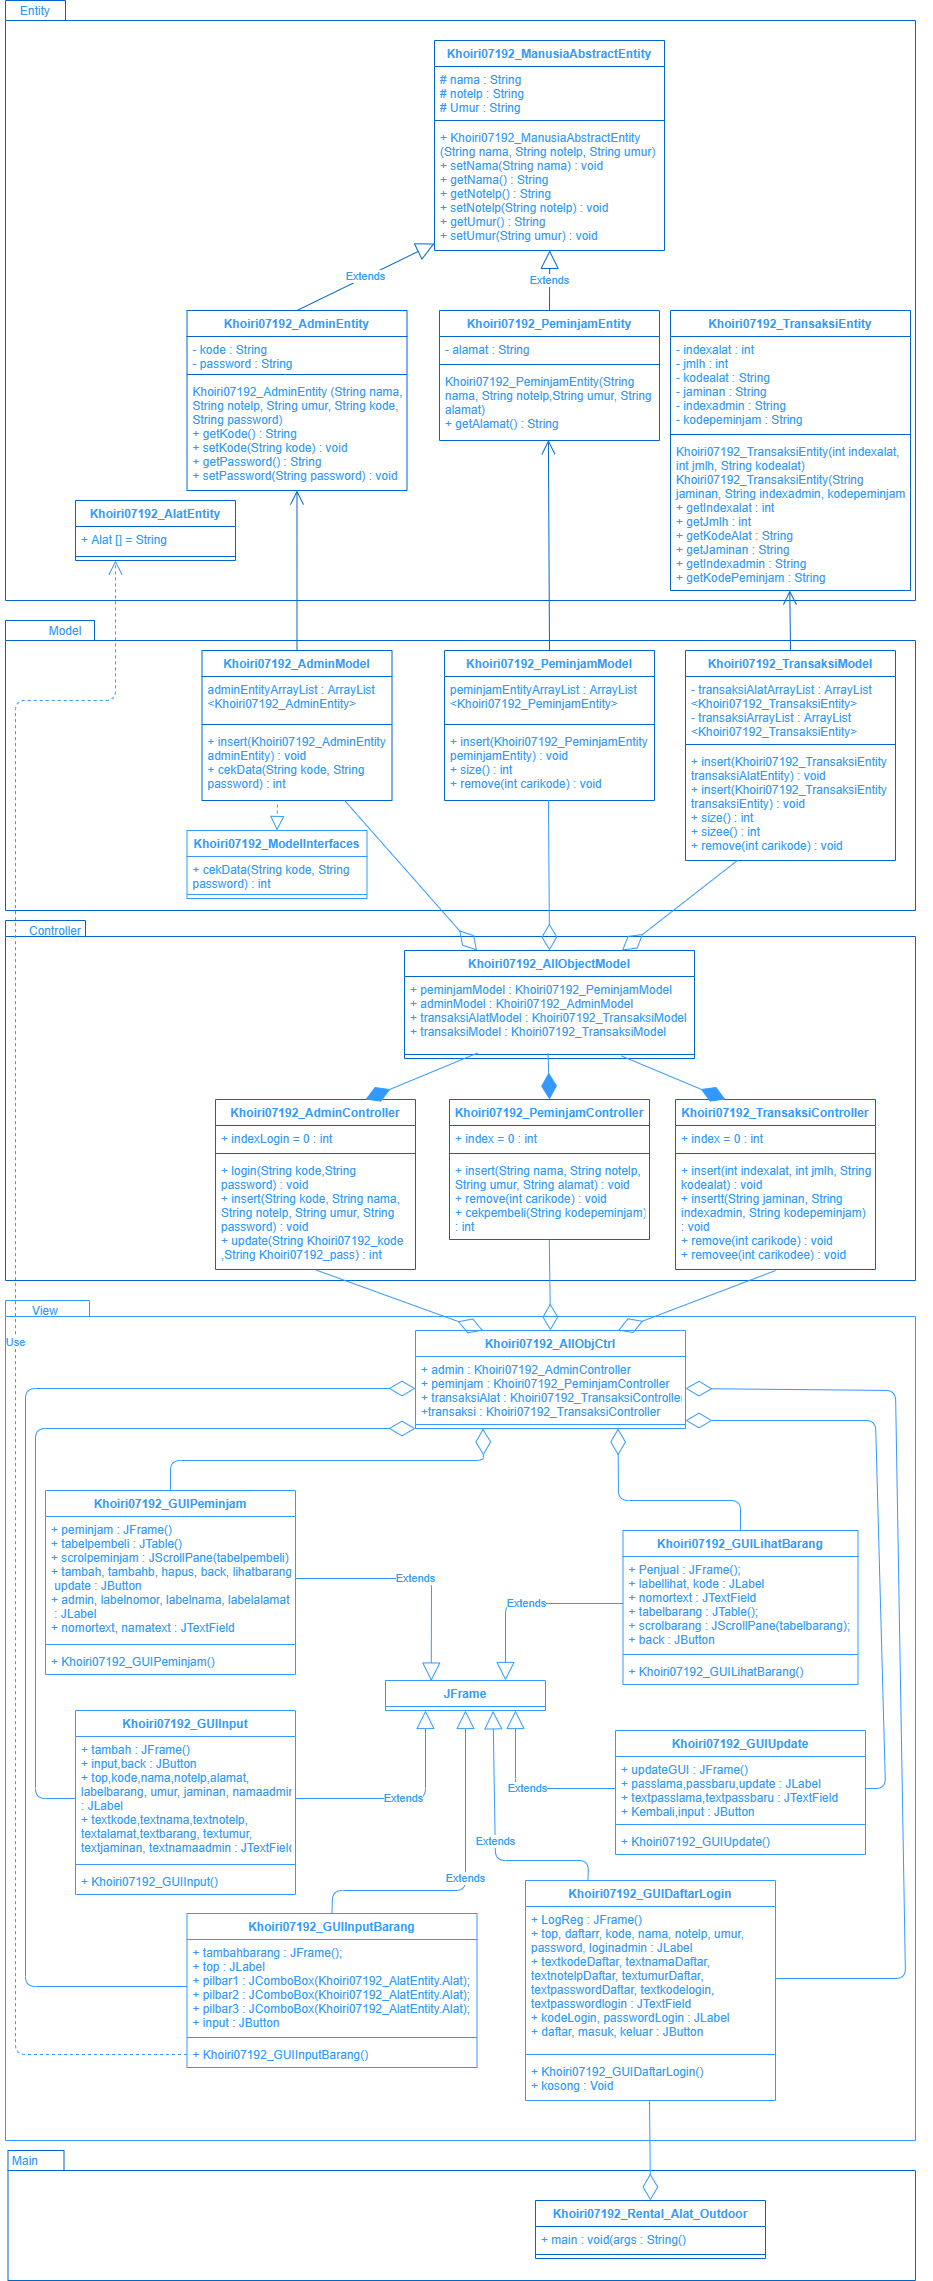 Entity
Khoiri07192_ManusiaAbstractEntity
# nama : String
# notelp : String
# Umur : String
+ Khoiri07192_ManusiaAbstractEntity
(String nama, String notelp, String umur)
+ setNama(String nama) : void
+ getNama() : String
+ getNotelp() : String
+ setNotelp(String notelp) : void
+ getUmur() : String
+ setUmur(String umur) : void
Extends
Extends
Khoiri07192_AdminEntity
- kode : String
- password : String
Khoiri07192_AdminEntity (String nama,
String notelp, String umur, String kode,
String password)
+ getKode() : String
+ setKode(String kode) : void
+ getPassword() : String
+ setPassword(String password) : void
Khoiri07192_PeminjamEntity
- alamat : String
Khoiri07192_PeminjamEntity(String
nama, String notelp,String umur, String
alamat)
+ getAlamat() : String
Khoiri07192_TransaksiEntity
- indexalat : int
- jmlh : int
- kodealat : String
- jaminan : String
- indexadmin : String
- kodepeminjam : String
Khoiri07192_TransaksiEntity(int indexalat,
int jmlh, String kodealat)
Khoiri07192_TransaksiEntity(String
jaminan, String indexadmin, kodepeminjam
+ getIndexalat : int
+ getJmlh : int
+ getKodeAlat : String
+ getJaminan : String
+ getIndexadmin : String
+ getKodePeminjam : String
Khoiri07192_AlatEntity
+ Alat [] = String
Model
Khoiri07192_AdminModel
adminEntityArrayList : ArrayList
<Khoiri07192_AdminEntity>
+ insert(Khoiri07192_AdminEntity
adminEntity) : void
+ cekData(String kode, String
password) : int
Khoiri07192_PeminjamModel
peminjamEntityArrayList : ArrayList
<Khoiri07192_PeminjamEntity>
+ insert(Khoiri07192_PeminjamEntity
peminjamEntity) : void
+ size() : int
+ remove(int carikode) : void
Khoiri07192_TransaksiModel
- transaksiAlatArrayList : ArrayList
<Khoiri07192_TransaksiEntity>
- transaksiArrayList : ArrayList
<Khoiri07192_TransaksiEntity>
+ insert(Khoiri07192_TransaksiEntity
transaksiAlatEntity) : void
+ insert(Khoiri07192_TransaksiEntity
transaksiEntity) : void
+ size() : int
+ sizee() : int
+ remove(int carikode) : void
Khoiri07192_ModelInterfaces
+ cekData(String kode, String
password) : int
Controller
Khoiri07192_AllObjectModel
+ peminjamModel : Khoiri07192_PeminjamModel
+ adminModel : Khoiri07192_AdminModel
+ transaksiAlatModel : Khoiri07192_TransaksiModel
+ transaksiModel : Khoiri07192_TransaksiModel
Khoiri07192_AdminController
+ indexLogin = 0 : int
+ login(String kode,String
password) : void
+ insert(String kode, String nama,
String notelp, String umur, String
password) : void
+ update(String Khoiri07192_kode
,String Khoiri07192_pass) : int
Khoiri07192_PeminjamController
+ index = 0 : int
+ insert(String nama, String notelp,
String umur, String alamat) : void
+ remove(int carikode) : void
+ cekpembeli(String kodepeminjam)
: int
Khoiri07192_TransaksiController
+ index = 0 : int
+ insert(int indexalat, int jmlh, String
kodealat) : void
+ insertt(String jaminan, String
indexadmin, String kodepeminjam)
: void
+ remove(int carikode) : void
+ removee(int carikodee) : void
View
Use
Khoiri07192_AllObjCtrl
+ admin : Khoiri07192_AdminController
+ peminjam : Khoiri07192_PeminjamController
+ transaksiAlat : Khoiri07192_TransaksiController
+transaksi : Khoiri07192_TransaksiController
Khoiri07192_GUIPeminjam
+ peminjam : JFrame()
+ tabelpembeli : JTable()
+ scrolpeminjam : JScrollPane(tabelpembeli)
+ tambah, tambahb, hapus, back, lihatbarang
update : JButton
+ admin, labelnomor, labelnama, labelalamat
: JLabel
+ nomortext, namatext : JTextField
+ Khoiri07192_GUIPeminjam()
Khoiri07192_GUILihatBarang
+ Penjual : JFrame();
+ labellihat, kode : JLabel
+ nomortext : JTextField
+ tabelbarang : JTable();
+ scrolbarang : JScrollPane(tabelbarang);
+ back : JButton
+ Khoiri07192_GUILihatBarang()
Extends
Extends
JFrame
Khoiri07192_GUIInput
+ tambah : JFrame()
+ input,back : JButton
+ top,kode,nama,notelp,alamat,
labelbarang, umur, jaminan, namaadmin
: JLabel
+ textkode,textnama,textnotelp,
textalamat,textbarang, textumur,
textjaminan, textnamaadmin : JTextField
+ Khoiri07192_GUIInput()
Khoiri07192_GUIUpdate
+ updateGUI : JFrame()
+ passlama,passbaru,update : JLabel
+ textpasslama,textpassbaru : JTextField
+ Kembali,input : JButton
+ Khoiri07192_GUIUpdate()
Extends
Extends
Extends
Extends
Khoiri07192_GUIInputBarang
+ tambahbarang : JFrame();
+ top : JLabel
+ pilbar1 : JComboBox(Khoiri07192_AlatEntity.Alat);
+ pilbar2 : JComboBox(Khoiri07192_AlatEntity.Alat);
+ pilbar3 : JComboBox(Khoiri07192_AlatEntity.Alat);
+ input : JButton
+ Khoiri07192_GUIInputBarang()
Khoiri07192_GUIDaftarLogin
+ LogReg : JFrame()
+ top, daftarr, kode, nama, notelp, umur,
password, loginadmin : JLabel
+ textkodeDaftar, textnamaDaftar,
textnotelpDaftar, textumurDaftar,
textpasswordDaftar, textkodelogin,
textpasswordlogin : JTextField
+ kodeLogin, passwordLogin : JLabel
+ daftar, masuk, keluar : JButton
+ Khoiri07192_GUIDaftarLogin()
+ kosong : Void
Main
Khoiri07192_Rental_Alat_Outdoor
+ main : void(args : String()